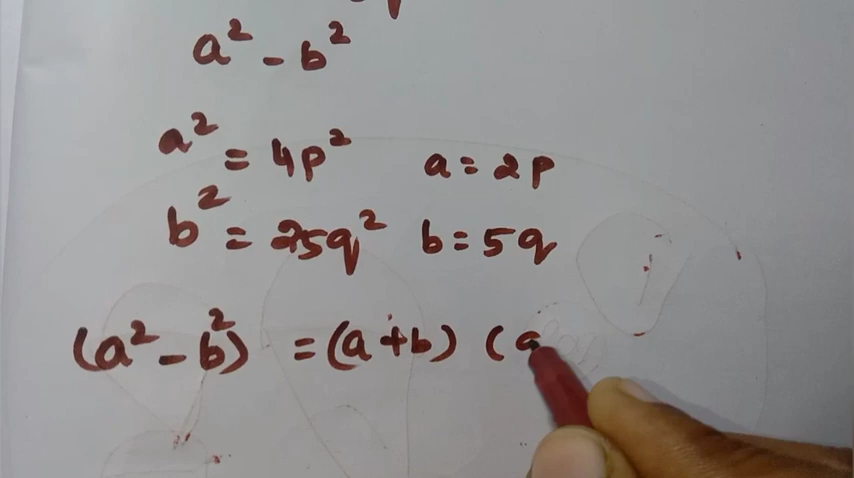 a² - b²
a² = 4p² a = 2p
b² = 25q² b = 5q
(a² - b²) = (a + b) (a